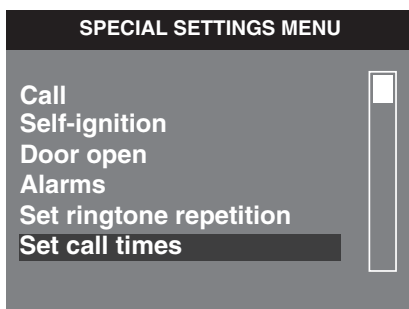 SPECIAL SETTINGS MENU
Call
Self-ignition
Door open
Alarms
Set ringtone repetition
Set call times